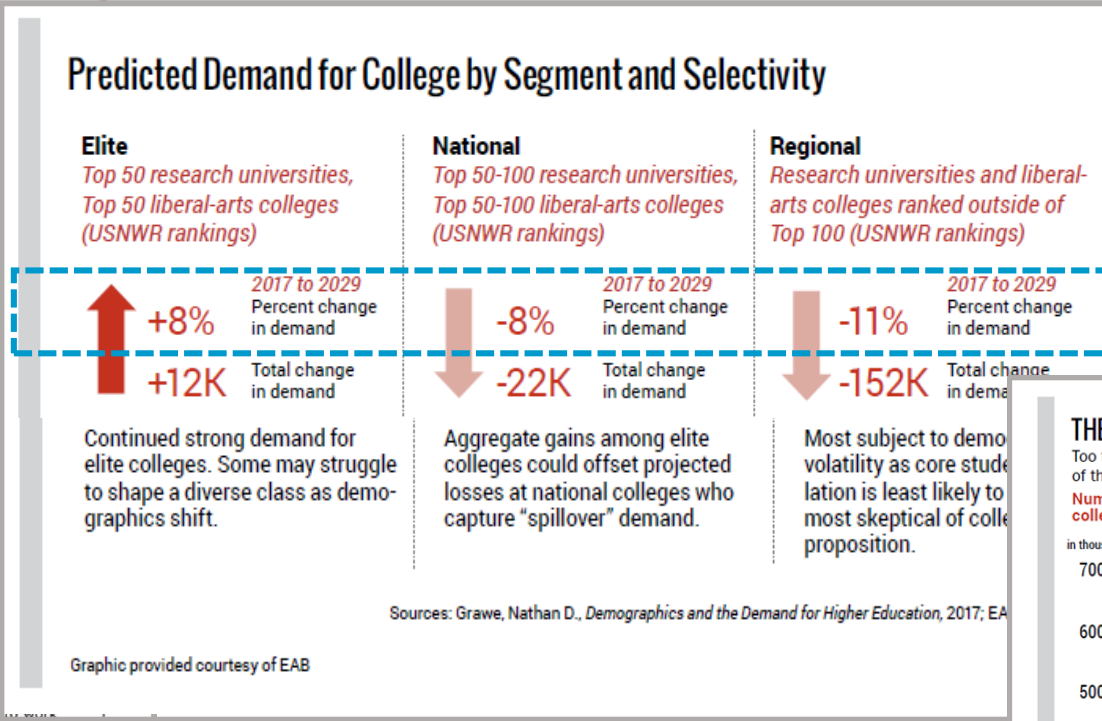 Predicted Demand for College by Segment and Selectivity
Elite
Top 50 research universities,
Top 50 liberal-arts colleges
(USNWR rankings)
2017 to 2029
+8%
Percent change
in demand
+12K
Total change
in demand
Continued strong demand for
elite colleges. Some may struggle
to shape a diverse class as demo-
graphics shift.
National
Top 50-100 research universities,
Top 50-100 liberal-arts colleges
(USNWR rankings)
2017 to 2029
-8%
Percent change
in demand
-22K
Total change
in demand
Aggregate gains among elite
colleges could offset projected
losses at national colleges who
capture “spillover” demand.
Regional
Research universities and liberal-
arts colleges ranked outside of
Top 100 (USNWR rankings)
2017 to 2029
-11%
Percent change
in demand
-152K
Total change
in dema
Most subject to demo
volatility as core stude
lation is least likely to
most skeptical of colle
proposition.
Sources: Grawe, Nathan D., Demographics and the Demand for Higher Education, 2017; EA
Graphic provided courtesy of EAB
THE
Too
of th
Num
colle
in thou
700
600
500